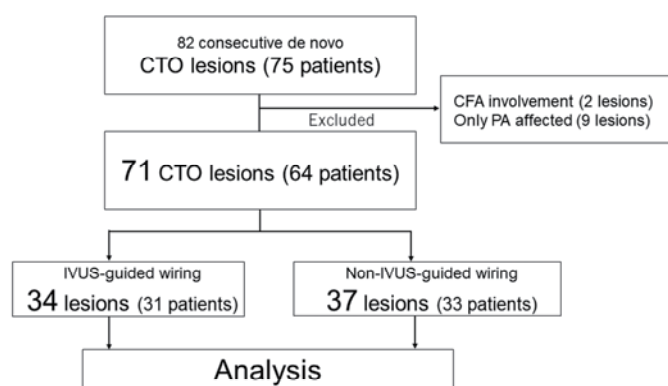 82 consecutive de novo
CTO lesions (75 patients)
Excluded
CFA involvement (2 lesions)
Only PA affected (9 lesions)
71 CTO lesions (64 patients)
IVUS-guided wiring
34 lesions (31 patients)
Non-IVUS-guided wiring
37 lesions (33 patients)
Analysis